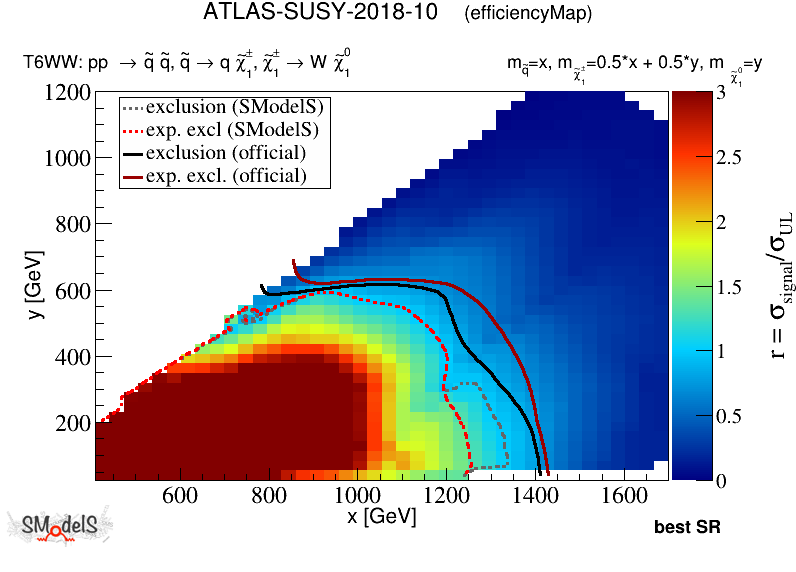 ATLAS-SUSY-2018-10 (efficiencyMap)
T6WW: pp → q̃ q̃, q̃ → q χ̃₁±, χ̃₁± → W χ̃₁⁰ m_q̃=x, m_χ̃₁±=0.5*x + 0.5*y, m_χ̃₁⁰=y
exclusion (SModelS)
exp. excl (SModelS)
exclusion (official)
exp. excl. (official)
1200
1000
800
600
400
200
y [GeV]
600 800 1000 1200 1400 1600
x [GeV]
3
2.5
2
1.5
1
0.5
0
r = σ_signal/σ_UL
SModelS
best SR